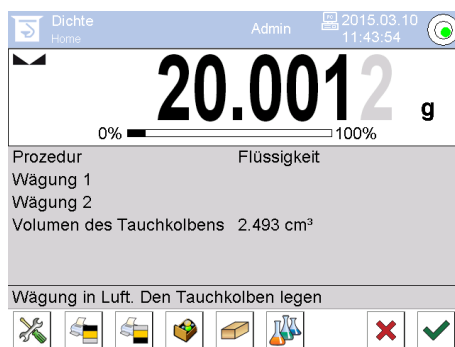 Dichte
Home
Admin
2015.03.10
11:43:54
20.0012 g
0% 100%
Prozedur Flüssigkeit
Wägung 1
Wägung 2
Volumen des Tauchkolbens 2.493 cm³
Wägung in Luft. Den Tauchkolben legen